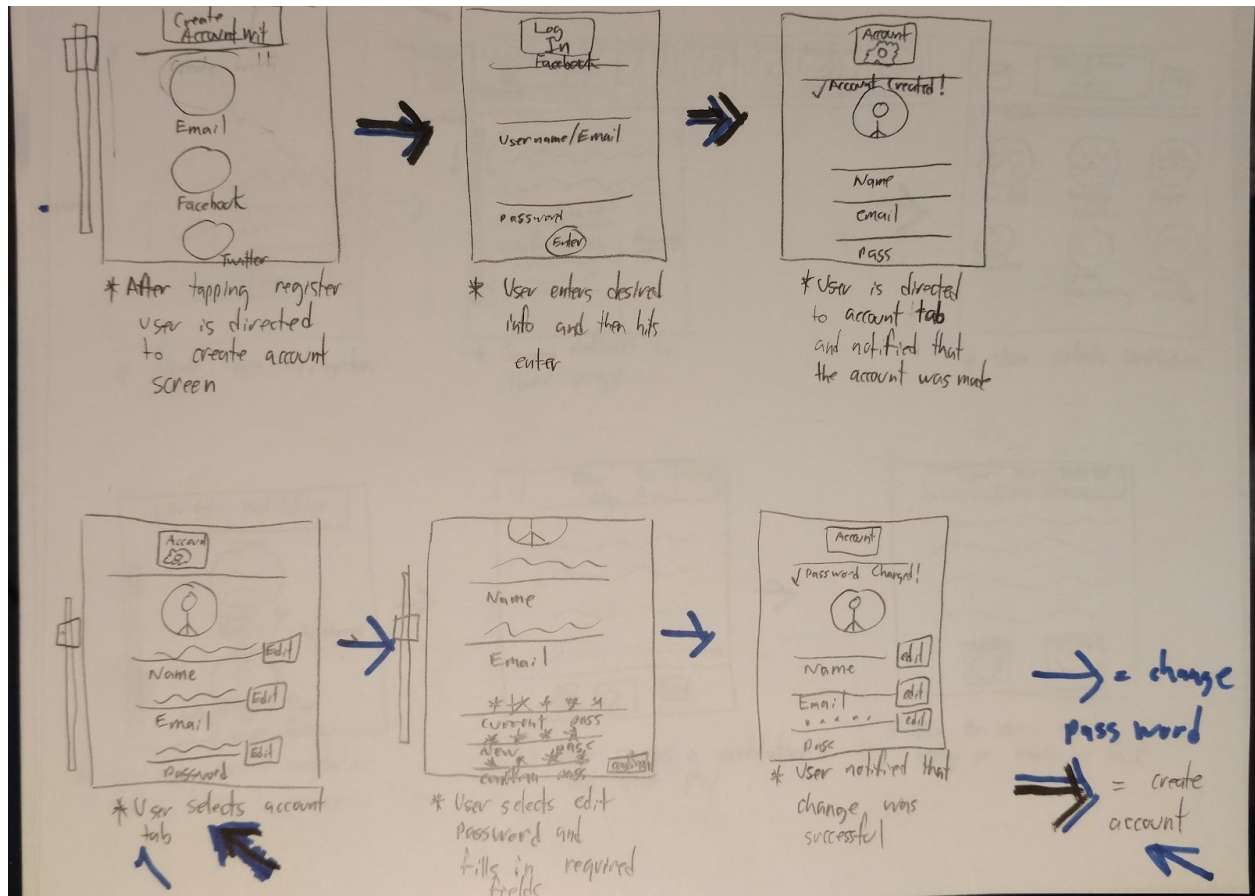 Create
Account wit
Email
Facebook
Twitter
* After tapping register
user is directed
to create account
screen
Log
In
Facebook
Username/Email
password
Enter
* User enters desired
info and then hits
enter
Account
✓ Account Created!
Name
email
pass
* User is directed
to account tab
and notified that
the account was made
Account
Edit
Name
Edit
Email
Edit
Password
* User selects account
tab
Name
Email
current pass
New pass
confirm pass
confirm
* User selects edit
Password and
fills in required
fields
Account
✓ Password Changed!
edit
Name
edit
Email
edit
Pass
* User notified that
change was
successful
= change
password
= create
account